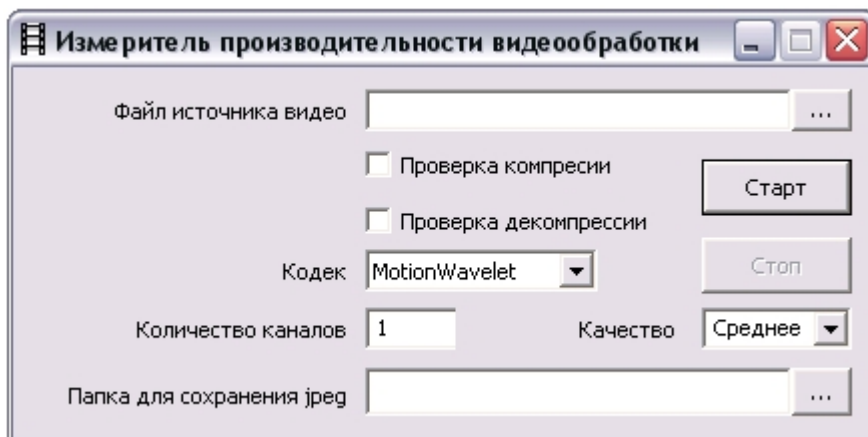 Измеритель производительности видеообработки
Файл источника видео ...
Проверка компресии
Старт
Проверка декомпрессии
Кодек MotionWavelet Стоп
Количество каналов 1 Качество Среднее
Папка для сохранения jpeg ...